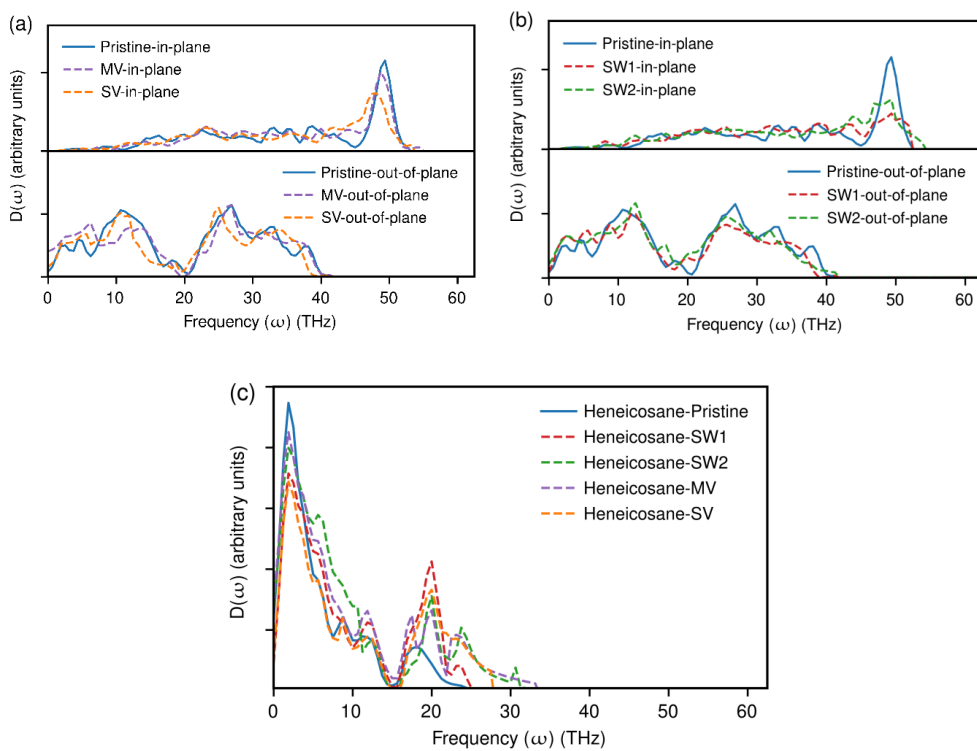 (a)
Pristine-in-plane
MV-in-plane
SV-in-plane
Pristine-out-of-plane
MV-out-of-plane
SV-out-of-plane
D(ω) (arbitrary units)
0 10 20 30 40 50 60
Frequency (ω) (THz)
(b)
Pristine-in-plane
SW1-in-plane
SW2-in-plane
Pristine-out-of-plane
SW1-out-of-plane
SW2-out-of-plane
D(ω) (arbitrary units)
0 10 20 30 40 50 60
Frequency (ω) (THz)
(c)
Heneicosane-Pristine
Heneicosane-SW1
Heneicosane-SW2
Heneicosane-MV
Heneicosane-SV
D(ω) (arbitrary units)
0 10 20 30 40 50 60
Frequency (ω) (THz)